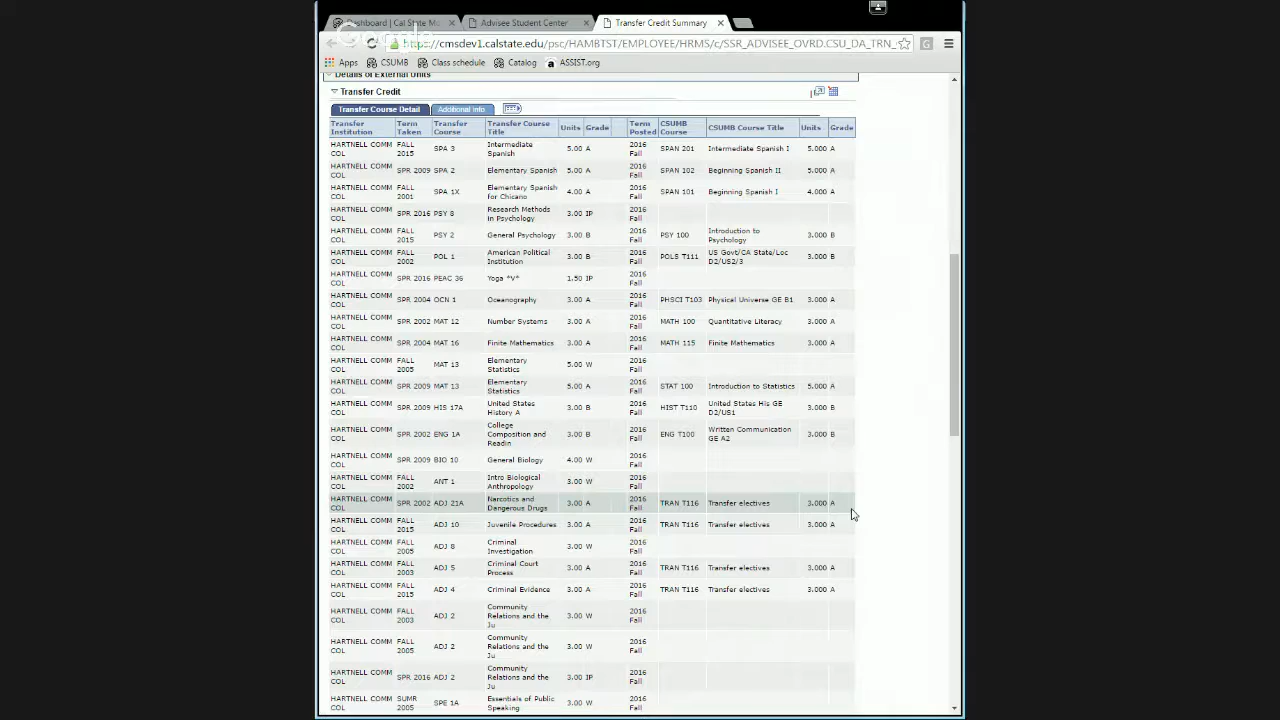 Dashboard | Cal State Mo
Advisee Student Center
Transfer Credit Summary
https://cmsdev1.calstate.edu/psc/HAMBTST/EMPLOYEE/HRMS/c/SSR_ADVISEE_OVRD.CSU_DA_TRN_
Apps CSUMB Class schedule Catalog ASSIST.org
Details of External Units
Transfer Credit
Transfer Course Detail Additional Info.
Transfer Institution Term Taken Transfer Course Transfer Course Title Units Grade Term Posted CSUMB Course CSUMB Course Title Units Grade
HARTNELL COMM COL FALL 2015 SPA 3 Intermediate Spanish 5.00 A 2016 Fall SPAN 201 Intermediate Spanish I 5.000 A
HARTNELL COMM COL SPR 2009 SPA 2 Elementary Spanish 5.00 A 2016 Fall SPAN 102 Beginning Spanish II 5.000 A
HARTNELL COMM COL FALL 2001 SPA 1X Elementary Spanish for Chicano 4.00 A 2016 Fall SPAN 101 Beginning Spanish I 4.000 A
HARTNELL COMM COL SPR 2016 PSY 8 Research Methods in Psychology 3.00 IP 2016 Fall
HARTNELL COMM COL FALL 2015 PSY 2 General Psychology 3.00 B 2016 Fall PSY 100 Introduction to Psychology 3.000 B
HARTNELL COMM COL FALL 2002 POL 1 American Political Institution 3.00 B 2016 Fall POLS T111 US Govt/CA State/Loc D2/US2/3 3.000 B
HARTNELL COMM COL SPR 2016 PEAC 36 Yoga *V* 1.50 IP 2016 Fall
HARTNELL COMM COL SPR 2004 OCN 1 Oceanography 3.00 A 2016 Fall PHSCI T103 Physical Universe GE B1 3.000 A
HARTNELL COMM COL SPR 2002 MAT 12 Number Systems 3.00 A 2016 Fall MATH 100 Quantitative Literacy 3.000 A
HARTNELL COMM COL SPR 2004 MAT 16 Finite Mathematics 3.00 A 2016 Fall MATH 115 Finite Mathematics 3.000 A
HARTNELL COMM COL FALL 2005 MAT 13 Elementary Statistics 5.00 W 2016 Fall
HARTNELL COMM COL SPR 2009 MAT 13 Elementary Statistics 5.00 A 2016 Fall STAT 100 Introduction to Statistics 5.000 A
HARTNELL COMM COL SPR 2009 HIS 17A United States History A 3.00 B 2016 Fall HIST T110 United States His GE D2/US1 3.000 B
HARTNELL COMM COL SPR 2002 ENG 1A College Composition and Readin 3.00 B 2016 Fall ENG T100 Written Communication GE A2 3.000 B
HARTNELL COMM COL SPR 2009 BIO 10 General Biology 4.00 W 2016 Fall
HARTNELL COMM COL FALL 2002 ANT 1 Intro Biological Anthropology 3.00 W 2016 Fall
HARTNELL COMM COL SPR 2002 ADJ 21A Narcotics and Dangerous Drugs 3.00 A 2016 Fall TRAN T116 Transfer electives 3.000 A
HARTNELL COMM COL FALL 2015 ADJ 10 Juvenile Procedures 3.00 A 2016 Fall TRAN T116 Transfer electives 3.000 A
HARTNELL COMM COL FALL 2005 ADJ 8 Criminal Investigation 3.00 W 2016 Fall
HARTNELL COMM COL FALL 2003 ADJ 5 Criminal Court Process 3.00 A 2016 Fall TRAN T116 Transfer electives 3.000 A
HARTNELL COMM COL FALL 2015 ADJ 4 Criminal Evidence 3.00 A 2016 Fall TRAN T116 Transfer electives 3.000 A
HARTNELL COMM COL FALL 2003 ADJ 2 Community Relations and the Ju 3.00 W 2016 Fall
HARTNELL COMM COL FALL 2005 ADJ 2 Community Relations and the Ju 3.00 W 2016 Fall
HARTNELL COMM COL SPR 2016 ADJ 2 Community Relations and the Ju 3.00 IP 2016 Fall
HARTNELL COMM COL SUMR 2005 SPE 1A Essentials of Public Speaking 3.00 W 2016 Fall